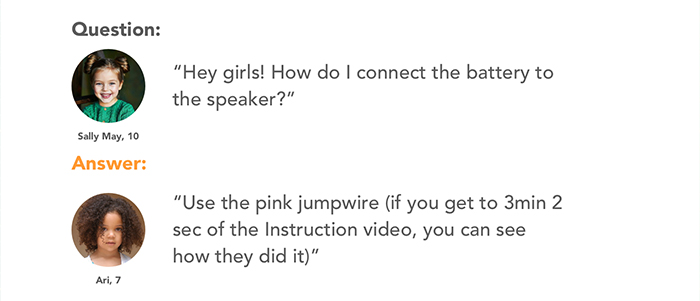 Question:
“Hey girls! How do I connect the battery to
the speaker?”
Sally May, 10
Answer:
“Use the pink jumpwire (if you get to 3min 2
sec of the Instruction video, you can see
how they did it)”
Ari, 7